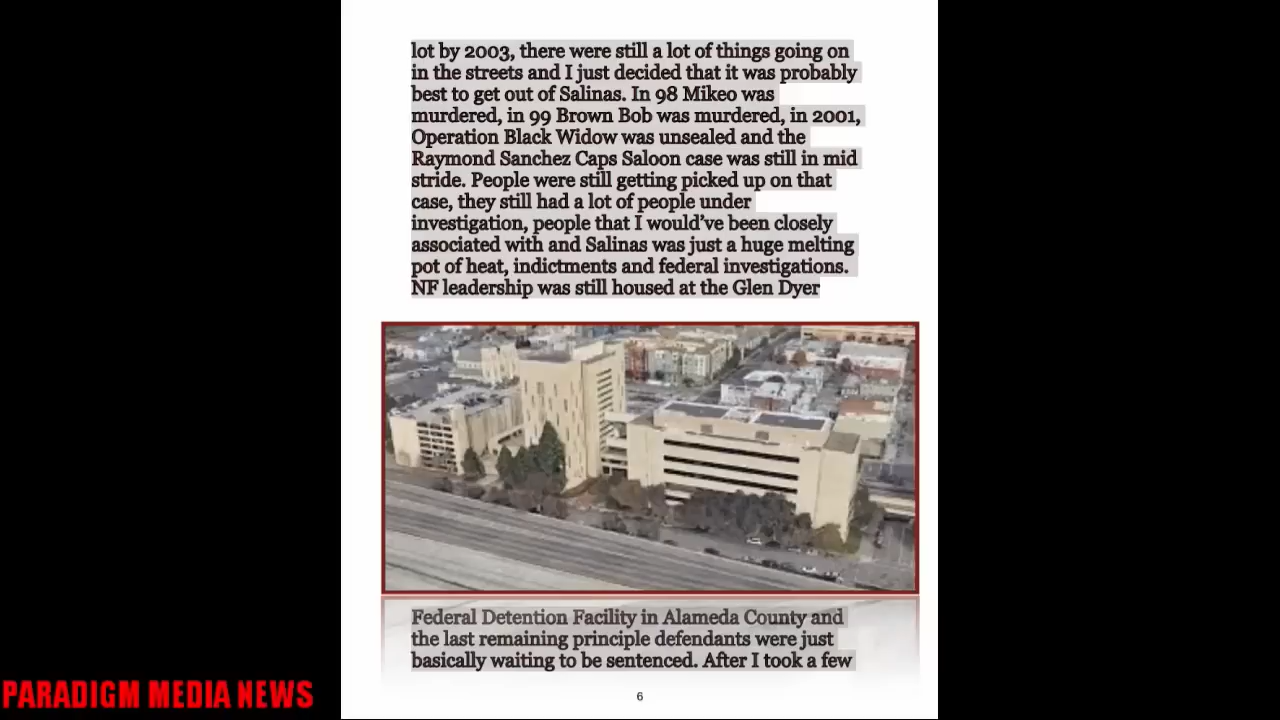 lot by 2003, there were still a lot of things going on
in the streets and I just decided that it was probably
best to get out of Salinas. In 98 Mikeo was
murdered, in 99 Brown Bob was murdered, in 2001,
Operation Black Widow was unsealed and the
Raymond Sanchez Caps Saloon case was still in mid
stride. People were still getting picked up on that
case, they still had a lot of people under
investigation, people that I would’ve been closely
associated with and Salinas was just a huge melting
pot of heat, indictments and federal investigations.
NF leadership was still housed at the Glen Dyer
Federal Detention Facility in Alameda County and
the last remaining principle defendants were just
basically waiting to be sentenced. After I took a few
6
PARADIGM MEDIA NEWS